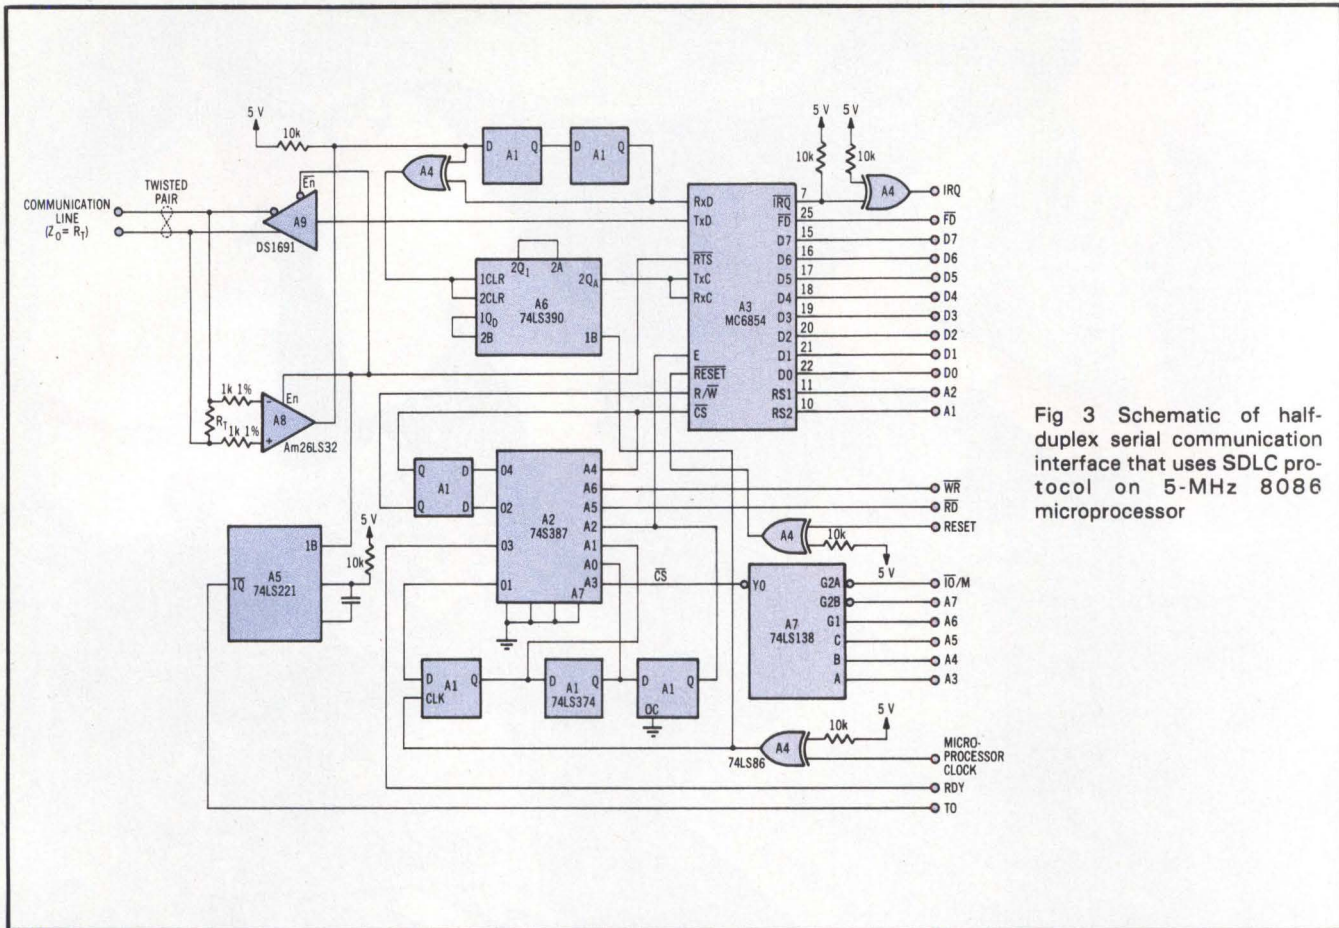 5 V
10k
D A1 Q
D A1 Q
A4
En
TWISTED
PAIR
COMMUNICATION
LINE
(Z0 = RT)
A9
DS1691
5 V 5 V
10k 10k
A4
IRQ
RxD
TxD
RTS
TxC
RxC
A3
MC6854
E
RESET
R/W
CS
IRQ 7
FD 25
D7 15
D6 16
D5 17
D4 18
D3 19
D2 20
D1 21
D0 22
RS1 11
RS2 10
FD
D7
D6
D5
D4
D3
D2
D1
D0
A2
A1
2Q1 2A
1CLR
2CLR
1QD
2B
A6
74LS390
2QA
1B
1k 1%
RT
1k 1%
En
-
A8
+
Am26LS32
Q D
A1
Q D
O4
O2
O3
O1
A2
74S387
A4
A6
A5
A2
A1
A0
A3
A7
CS
WR
RD
RESET
A4
10k
5 V
5 V
10k
1B
1Q
A5
74LS221
Y0
A7
74LS138
G2A
G2B
G1
C
B
A
IO/M
A7
A6
A5
A4
A3
D A1 Q
CLK
D A1 Q
74LS374
D A1 Q
OC
5 V
10k
A4
74LS86
MICRO-
PROCESSOR
CLOCK
RDY
TO
Fig 3 Schematic of half-
duplex serial communication
interface that uses SDLC pro-
tocol on 5-MHz 8086
microprocessor